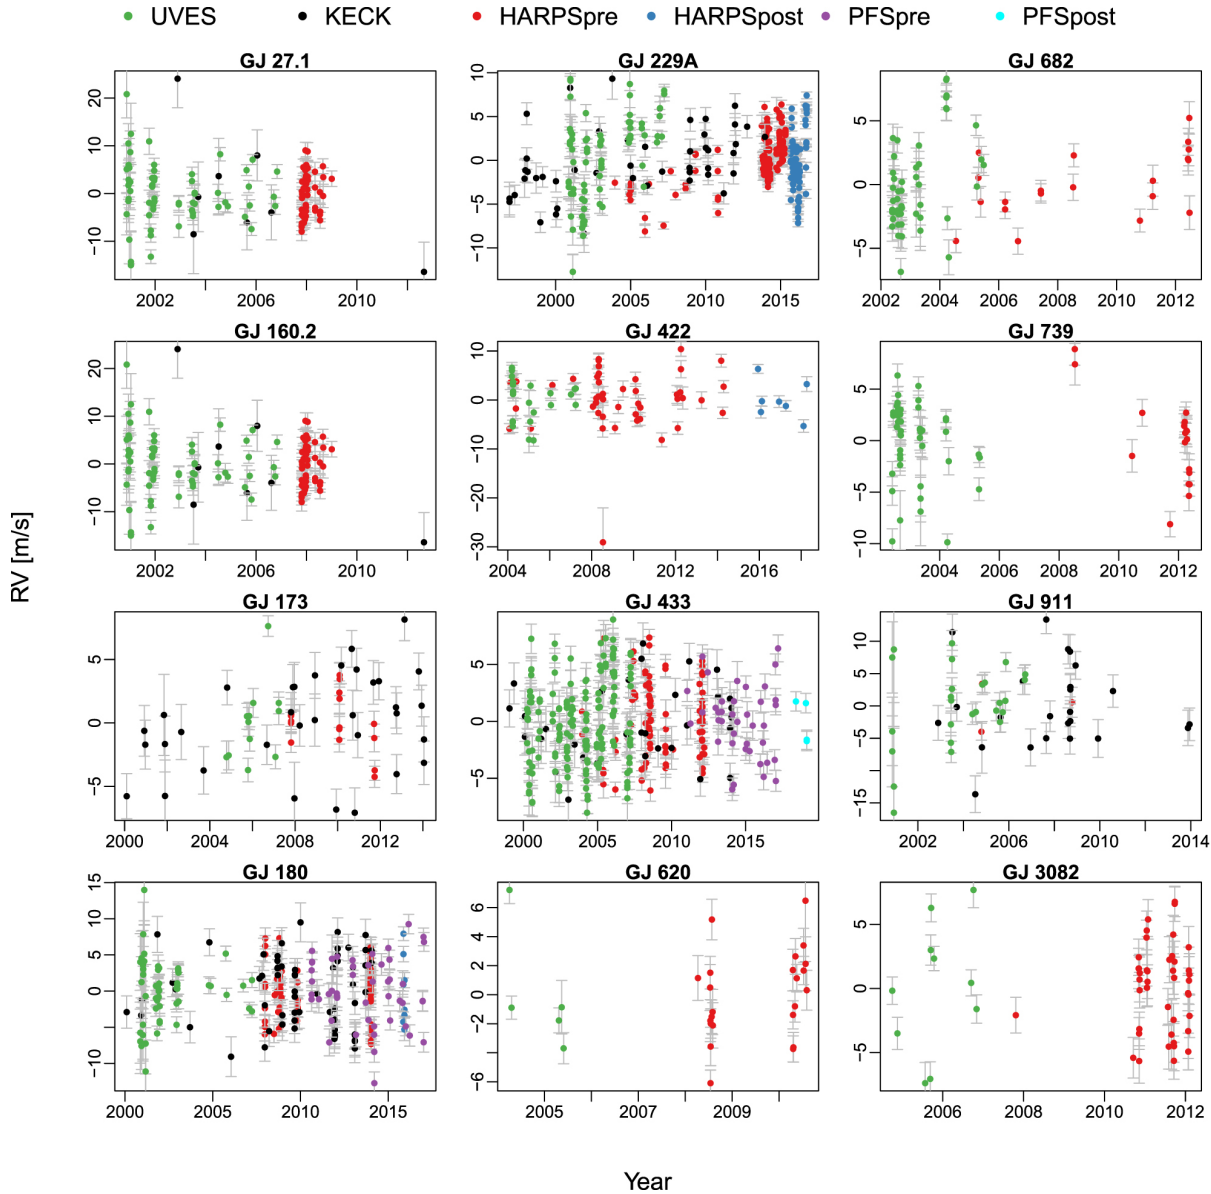 UVES KECK HARPSpre HARPSpost PFSpre PFSpost
GJ 27.1 GJ 229A GJ 682
20 10 0 −10
10 5 0 −5 −10
5 0 −5
2002 2006 2010
2000 2005 2010 2015
2002 2004 2006 2008 2010 2012
GJ 160.2 GJ 422 GJ 739
20 10 0 −10
10 0 −10 −20 −30
5 0 −5 −10
2002 2006 2010
2004 2008 2012 2016
2004 2006 2008 2010 2012
RV [m/s]
GJ 173 GJ 433 GJ 911
5 0 −5
5 0 −5
10 5 0 −5 −15
2000 2002 2004 2006 2008 2010 2012
2000 2005 2010 2015
2002 2006 2010 2014
GJ 180 GJ 620 GJ 3082
15 10 5 0 −10
6 4 2 0 −2 −6
5 0 −5
2000 2005 2010 2015
2005 2007 2009
2006 2008 2010 2012
Year